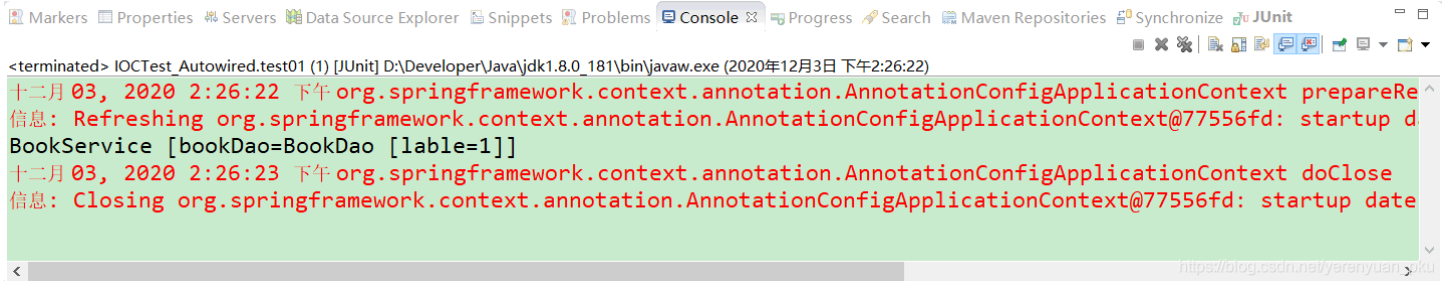 Markers Properties Servers Data Source Explorer Snippets Problems Console Progress Search Maven Repositories Synchronize JUnit
<terminated> IOCTest_Autowired.test01 (1) [JUnit] D:\Developer\Java\jdk1.8.0_181\bin\javaw.exe (2020年12月3日 下午2:26:22)
十二月 03, 2020 2:26:22 下午 org.springframework.context.annotation.AnnotationConfigApplicationContext prepareRe
信息: Refreshing org.springframework.context.annotation.AnnotationConfigApplicationContext@77556fd: startup da
BookService [bookDao=BookDao [lable=1]]
十二月 03, 2020 2:26:23 下午 org.springframework.context.annotation.AnnotationConfigApplicationContext doClose
信息: Closing org.springframework.context.annotation.AnnotationConfigApplicationContext@77556fd: startup date
https://blog.csdn.net/yerenyuan_pku